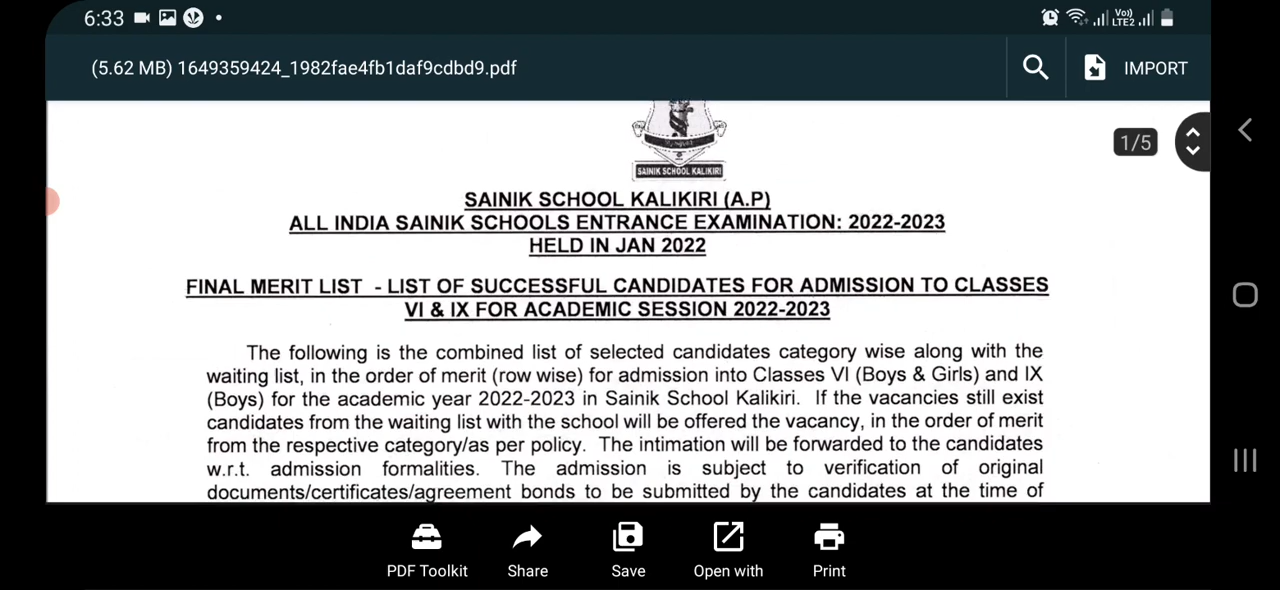 6:33
Vo))
LTE2
(5.62 MB) 1649359424_1982fae4fb1daf9cdbd9.pdf
IMPORT
1/5
SAINIK SCHOOL KALIKIRI
SAINIK SCHOOL KALIKIRI (A.P)
ALL INDIA SAINIK SCHOOLS ENTRANCE EXAMINATION: 2022-2023
HELD IN JAN 2022
FINAL MERIT LIST - LIST OF SUCCESSFUL CANDIDATES FOR ADMISSION TO CLASSES
VI & IX FOR ACADEMIC SESSION 2022-2023
The following is the combined list of selected candidates category wise along with the
waiting list, in the order of merit (row wise) for admission into Classes VI (Boys & Girls) and IX
(Boys) for the academic year 2022-2023 in Sainik School Kalikiri. If the vacancies still exist
candidates from the waiting list with the school will be offered the vacancy, in the order of merit
from the respective category/as per policy. The intimation will be forwarded to the candidates
w.r.t. admission formalities. The admission is subject to verification of original
documents/certificates/agreement bonds to be submitted by the candidates at the time of
PDF Toolkit
Share
Save
Open with
Print